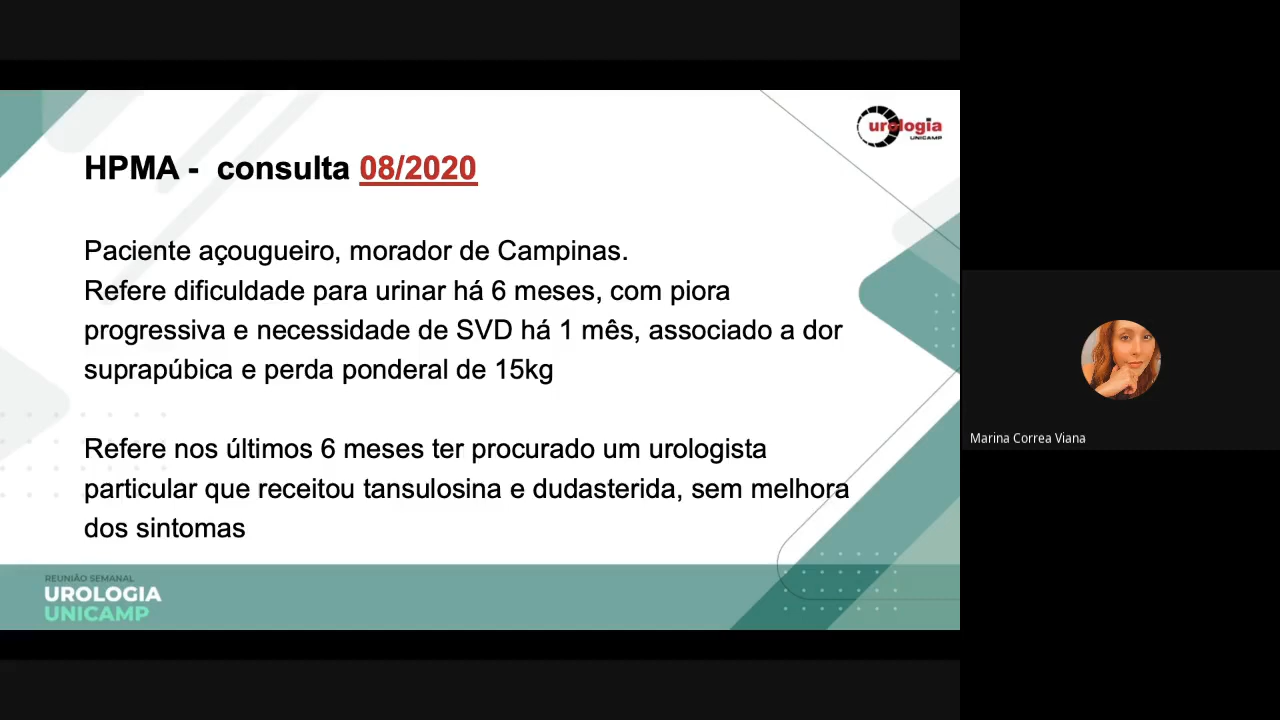 urologia
UNICAMP
HPMA - consulta 08/2020
Paciente açougueiro, morador de Campinas.
Refere dificuldade para urinar há 6 meses, com piora
progressiva e necessidade de SVD há 1 mês, associado a dor
suprapúbica e perda ponderal de 15kg
Refere nos últimos 6 meses ter procurado um urologista
particular que receitou tansulosina e dudasterida, sem melhora
dos sintomas
REUNIÃO SEMANAL
UROLOGIA
UNICAMP
Marina Correa Viana